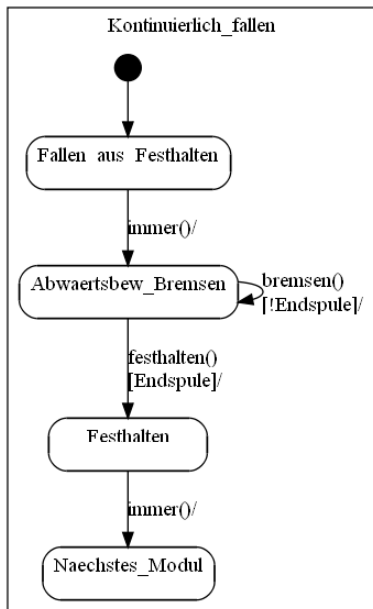 Kontinuierlich_fallen
Fallen aus Festhalten
immer()/
Abwaertsbew_Bremsen
bremsen()
[!Endspule]/
festhalten()
[Endspule]/
Festhalten
immer()/
Naechstes_Modul